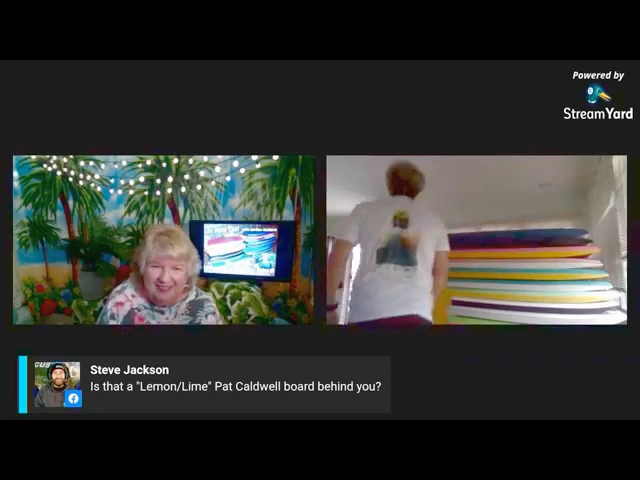 Powered by
StreamYard
Steve Jackson
Is that a "Lemon/Lime" Pat Caldwell board behind you?